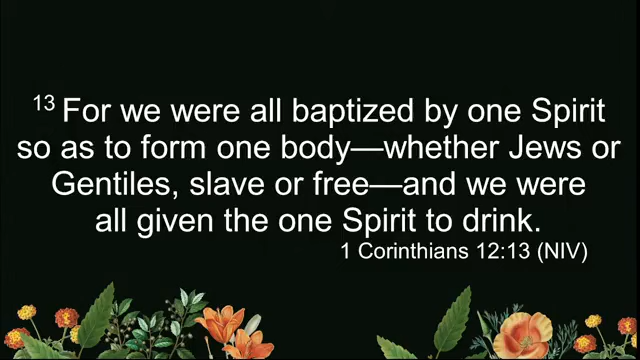 13 For we were all baptized by one Spirit
so as to form one body—whether Jews or
Gentiles, slave or free—and we were
all given the one Spirit to drink.
1 Corinthians 12:13 (NIV)